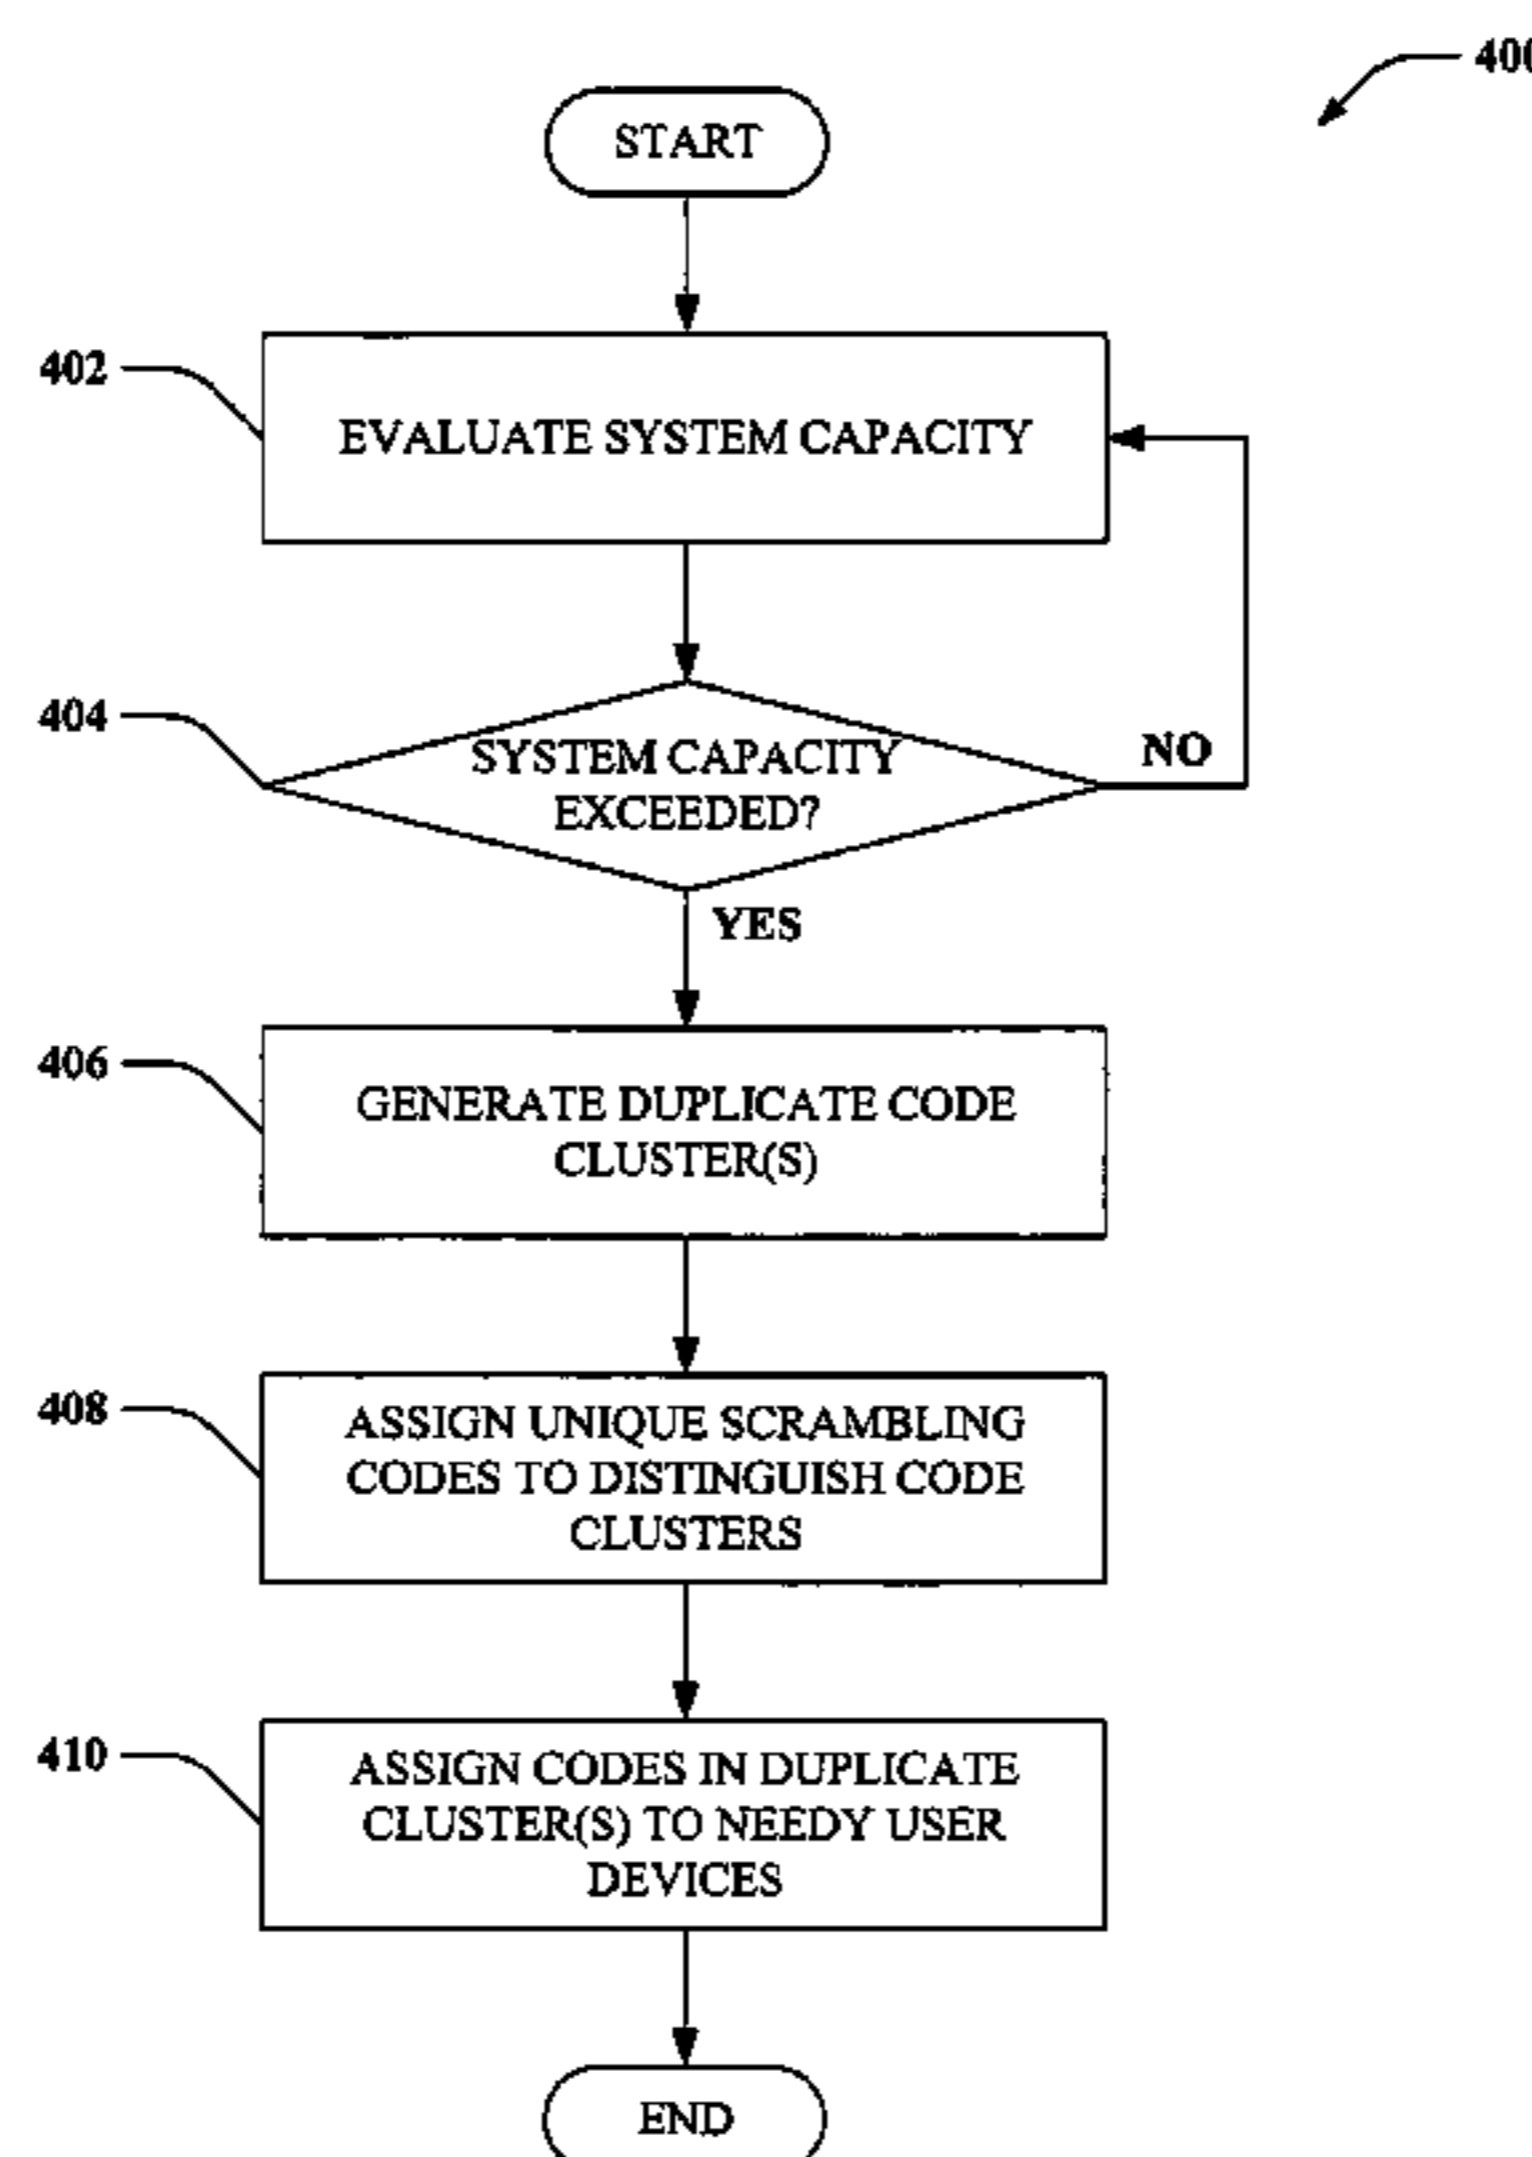 400
START
402
EVALUATE SYSTEM CAPACITY
404
SYSTEM CAPACITY
EXCEEDED?
NO
YES
406
GENERATE DUPLICATE CODE
CLUSTER(S)
408
ASSIGN UNIQUE SCRAMBLING
CODES TO DISTINGUISH CODE
CLUSTERS
410
ASSIGN CODES IN DUPLICATE
CLUSTER(S) TO NEEDY USER
DEVICES
END